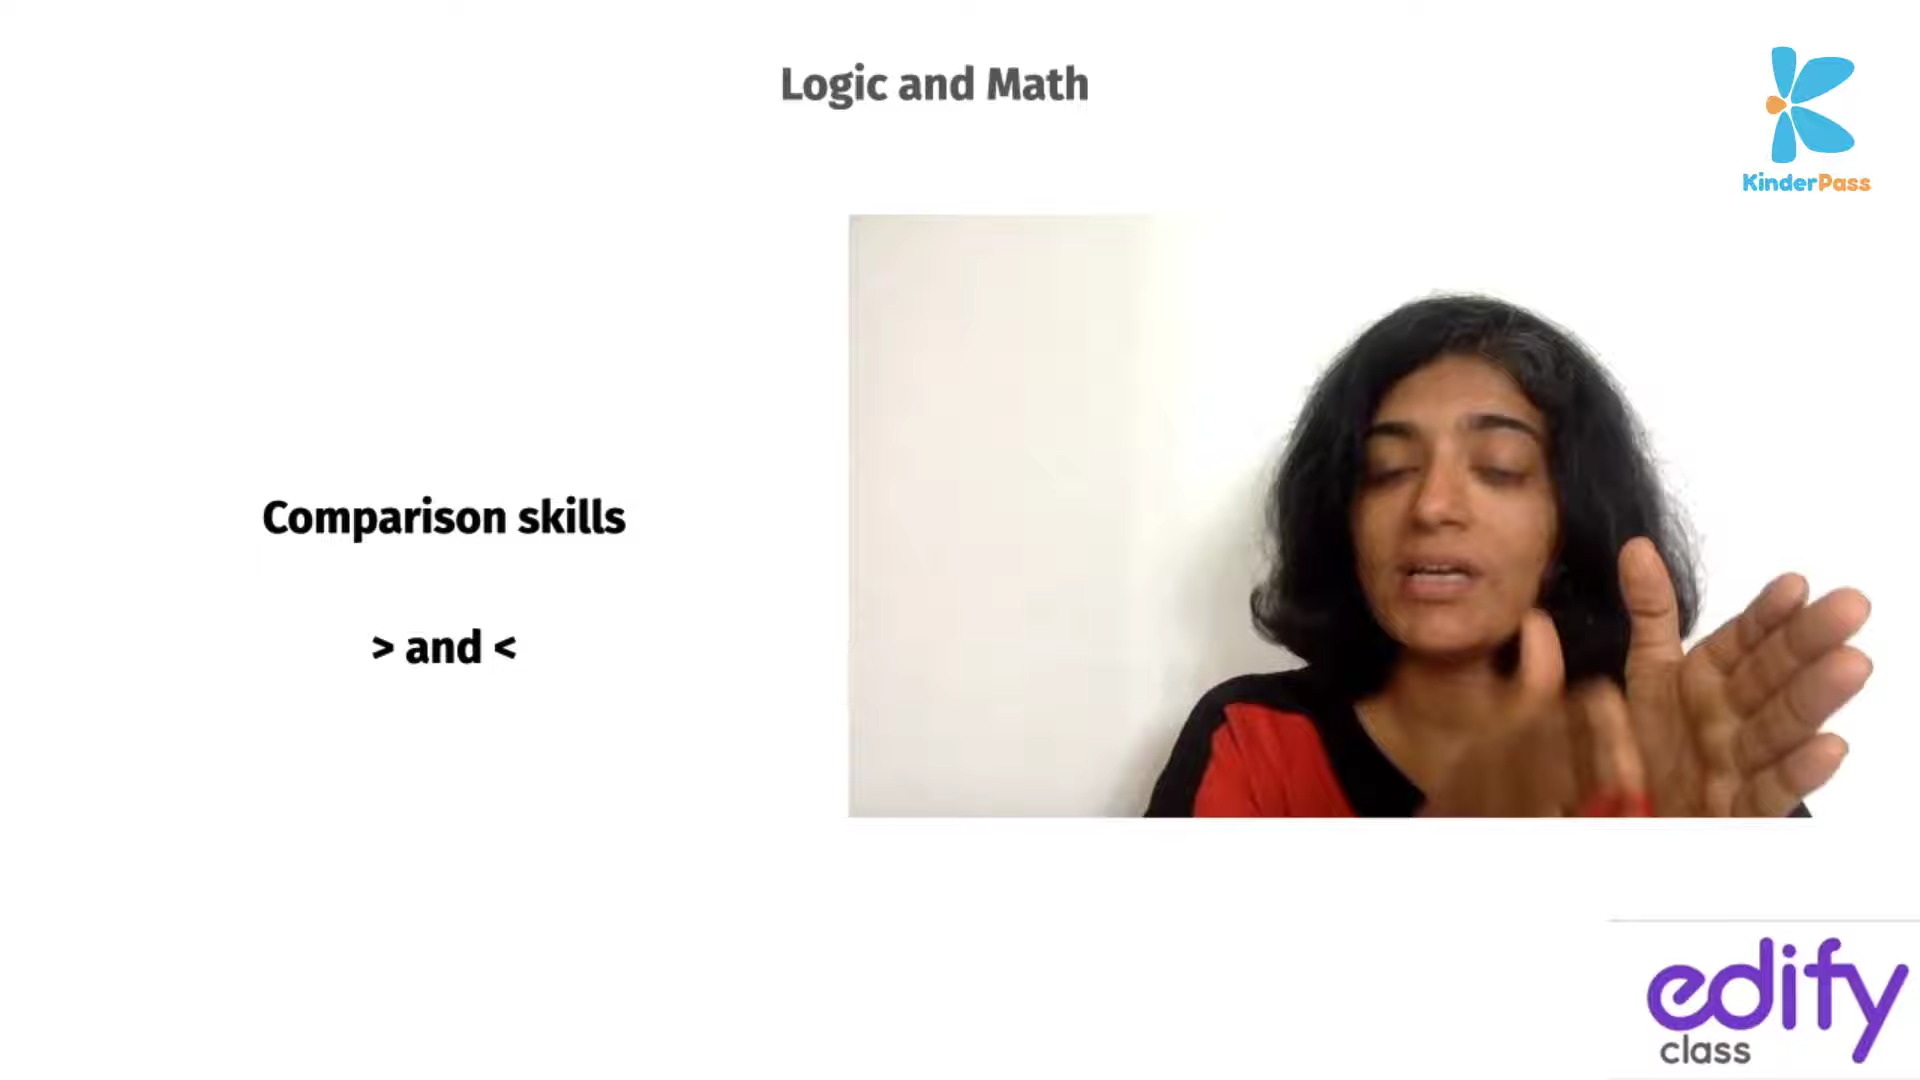 Logic and Math
KinderPass
Comparison skills
> and <
edify
class